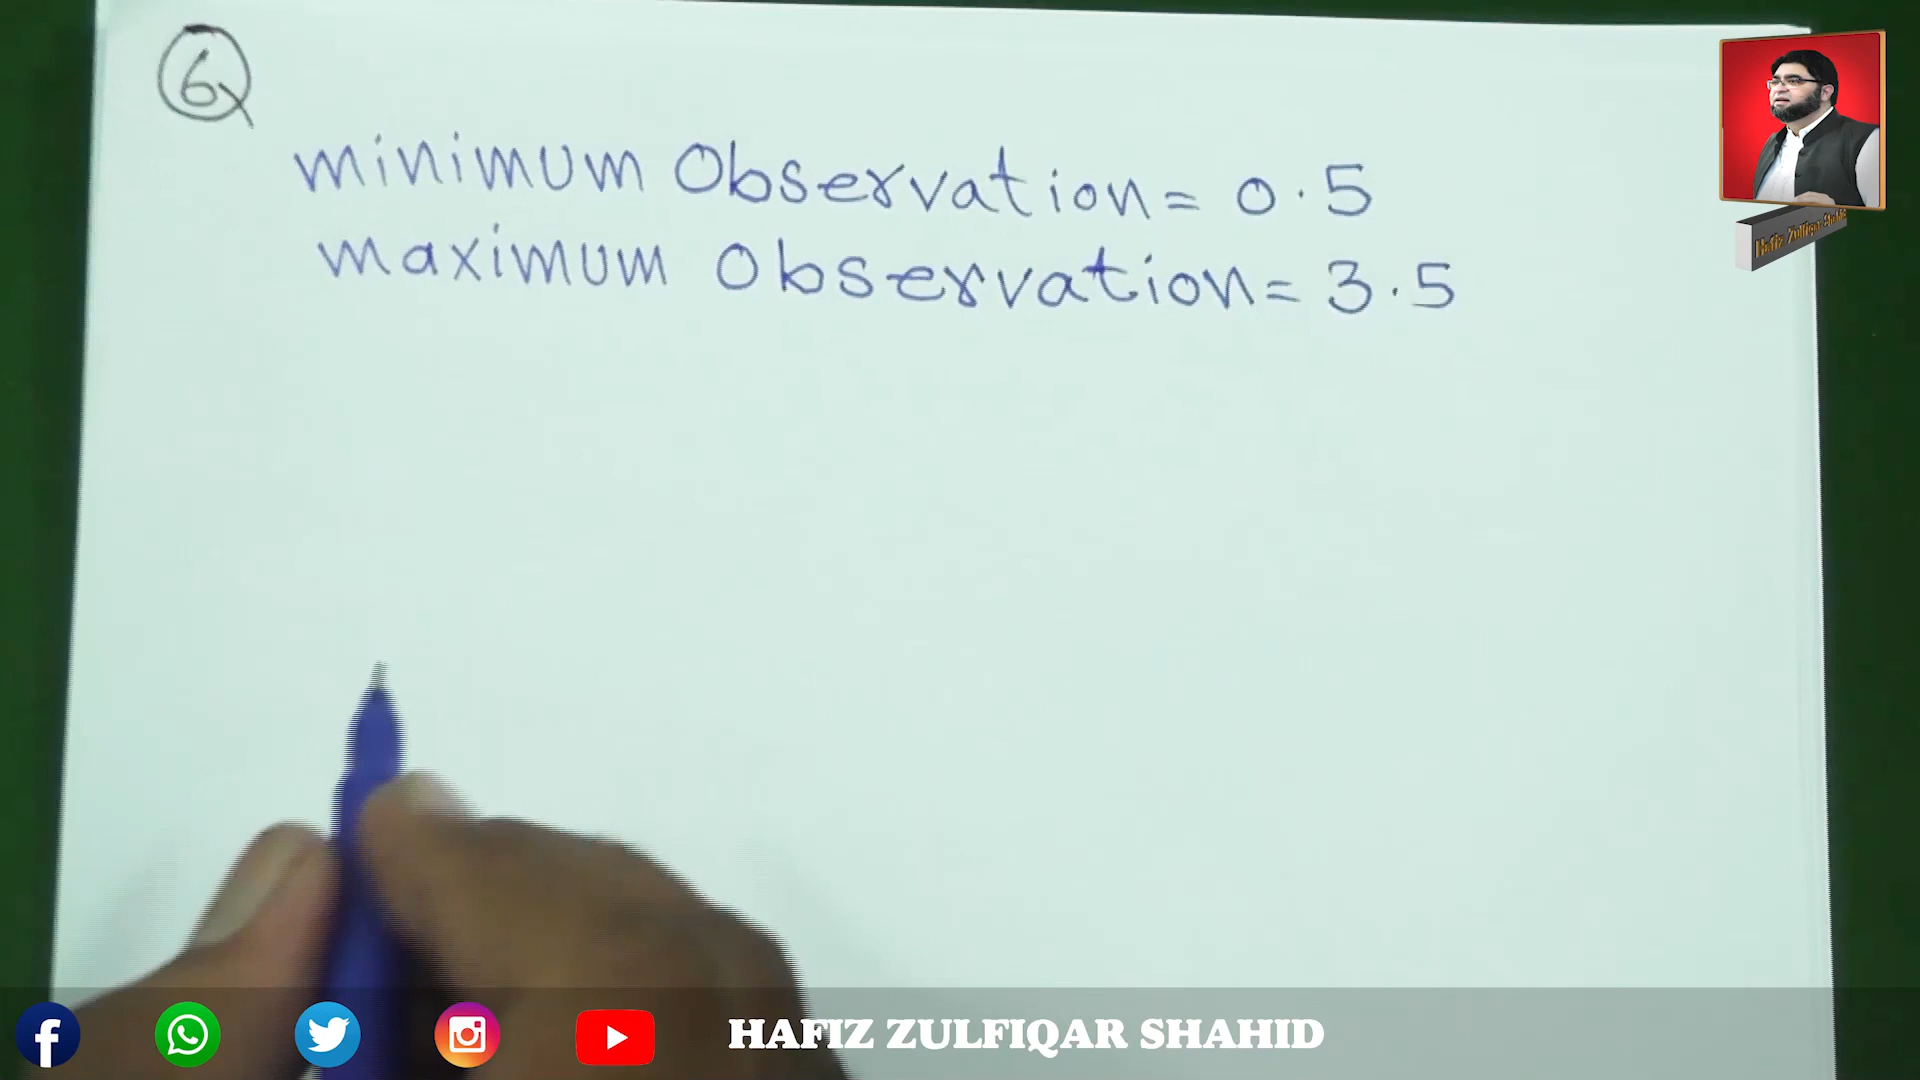 6
minimum Observation = 0.5
maximum Observation = 3.5
Hafiz Zulfiqar Shahid
HAFIZ ZULFIQAR SHAHID